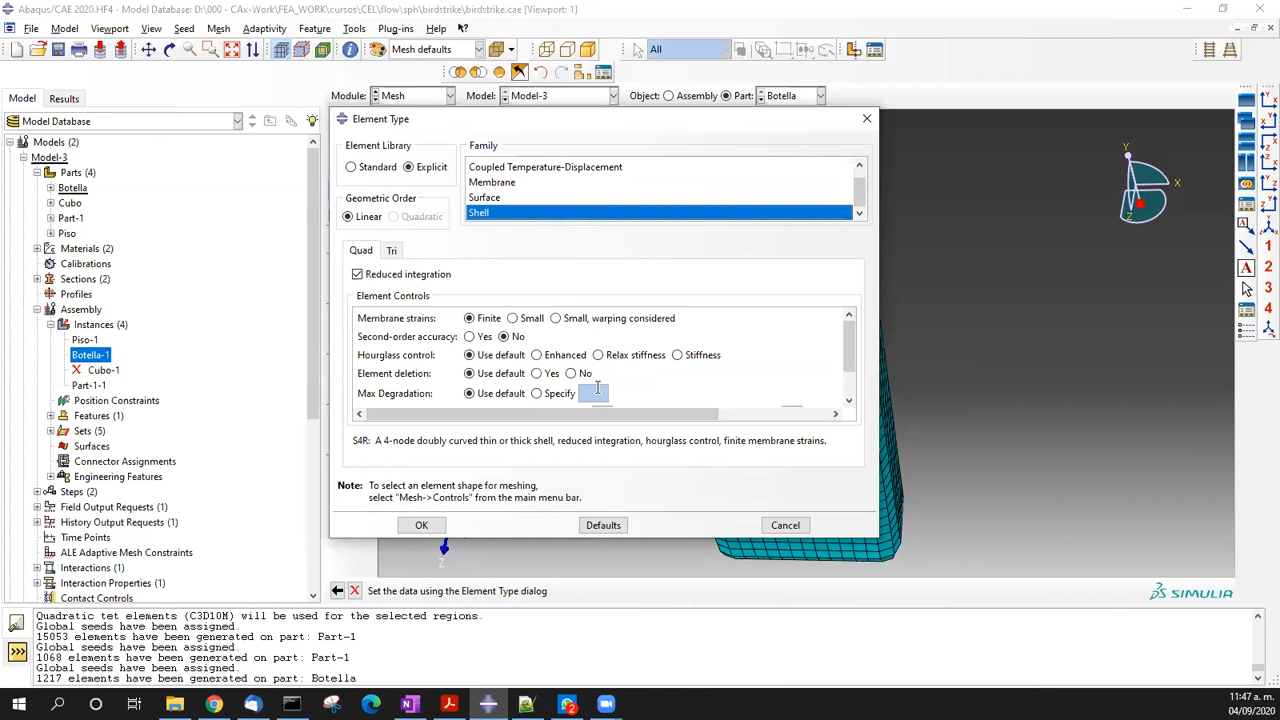 Abaqus/CAE 2020.HF4 - Model Database: D:\000 - CAx-Work\FEA_WORK\cursos\CEL\flow\sph\birdstrike.cae [Viewport: 1]
File Model Viewport View Seed Mesh Adaptivity Feature Tools Plug-ins Help
Mesh defaults All
Model Results Module: Mesh Model: Model-3 Object: Assembly Part: Botella
Model Database
Models (2)
Model-3
Parts (4)
Botella
Cubo
Part-1
Piso
Materials (2)
Calibrations
Sections (2)
Profiles
Assembly
Instances (4)
Piso-1
Botella-1
X Cubo-1
Part-1-1
Position Constraints
Features (1)
Sets (5)
Surfaces
Connector Assignments
Engineering Features
Steps (2)
Field Output Requests (1)
History Output Requests (1)
Time Points
ALE Adaptive Mesh Constraints
Interactions (1)
Interaction Properties (1)
Contact Controls
Element Type
Element Library
Standard Explicit
Geometric Order
Linear Quadratic
Family
Coupled Temperature-Displacement
Membrane
Surface
Shell
Quad Tri
Reduced integration
Element Controls
Membrane strains: Finite Small Small, warping considered
Second-order accuracy: Yes No
Hourglass control: Use default Enhanced Relax stiffness Stiffness
Element deletion: Use default Yes No
Max Degradation: Use default Specify
S4R: A 4-node doubly curved thin or thick shell, reduced integration, hourglass control, finite membrane strains.
Note: To select an element shape for meshing,
select "Mesh->Controls" from the main menu bar.
OK Defaults Cancel
Y
X
Z
Z
1
2
A
3
4
Set the data using the Element Type dialog
SIMULIA
Quadratic tet elements (C3D10M) will be used for the selected regions.
Global seeds have been assigned.
15053 elements have been generated on part: Part-1
Global seeds have been assigned.
1068 elements have been generated on part: Part-1
Global seeds have been assigned.
1217 elements have been generated on part: Botella
11:47 a.m.
04/09/2020